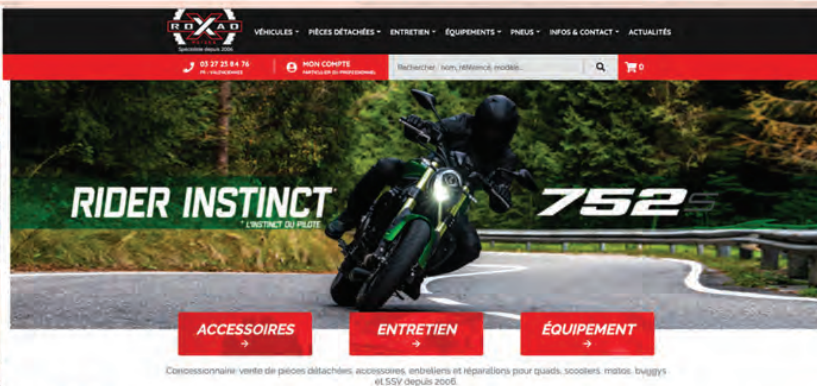 ROXAD
Spécialiste depuis 2006
VÉHICULES
PIÈCES DÉTACHÉES
ENTRETIEN
ÉQUIPEMENTS
PNEUS
INFOS & CONTACT
ACTUALITÉS
03 27 25 84 76
FR - VALENCIENNES
MON COMPTE
PARTICULIER OU PROFESSIONNEL
Rechercher : nom, référence, modèle...
0
RIDER INSTINCT*
* L'INSTINCT DU PILOTE
752S
ACCESSOIRES
ENTRETIEN
ÉQUIPEMENT
Concessionnaire, vente de pièces détachées, accessoires, entretiens et réparations pour quads, scooters, motos, buggys
et SSV depuis 2006.